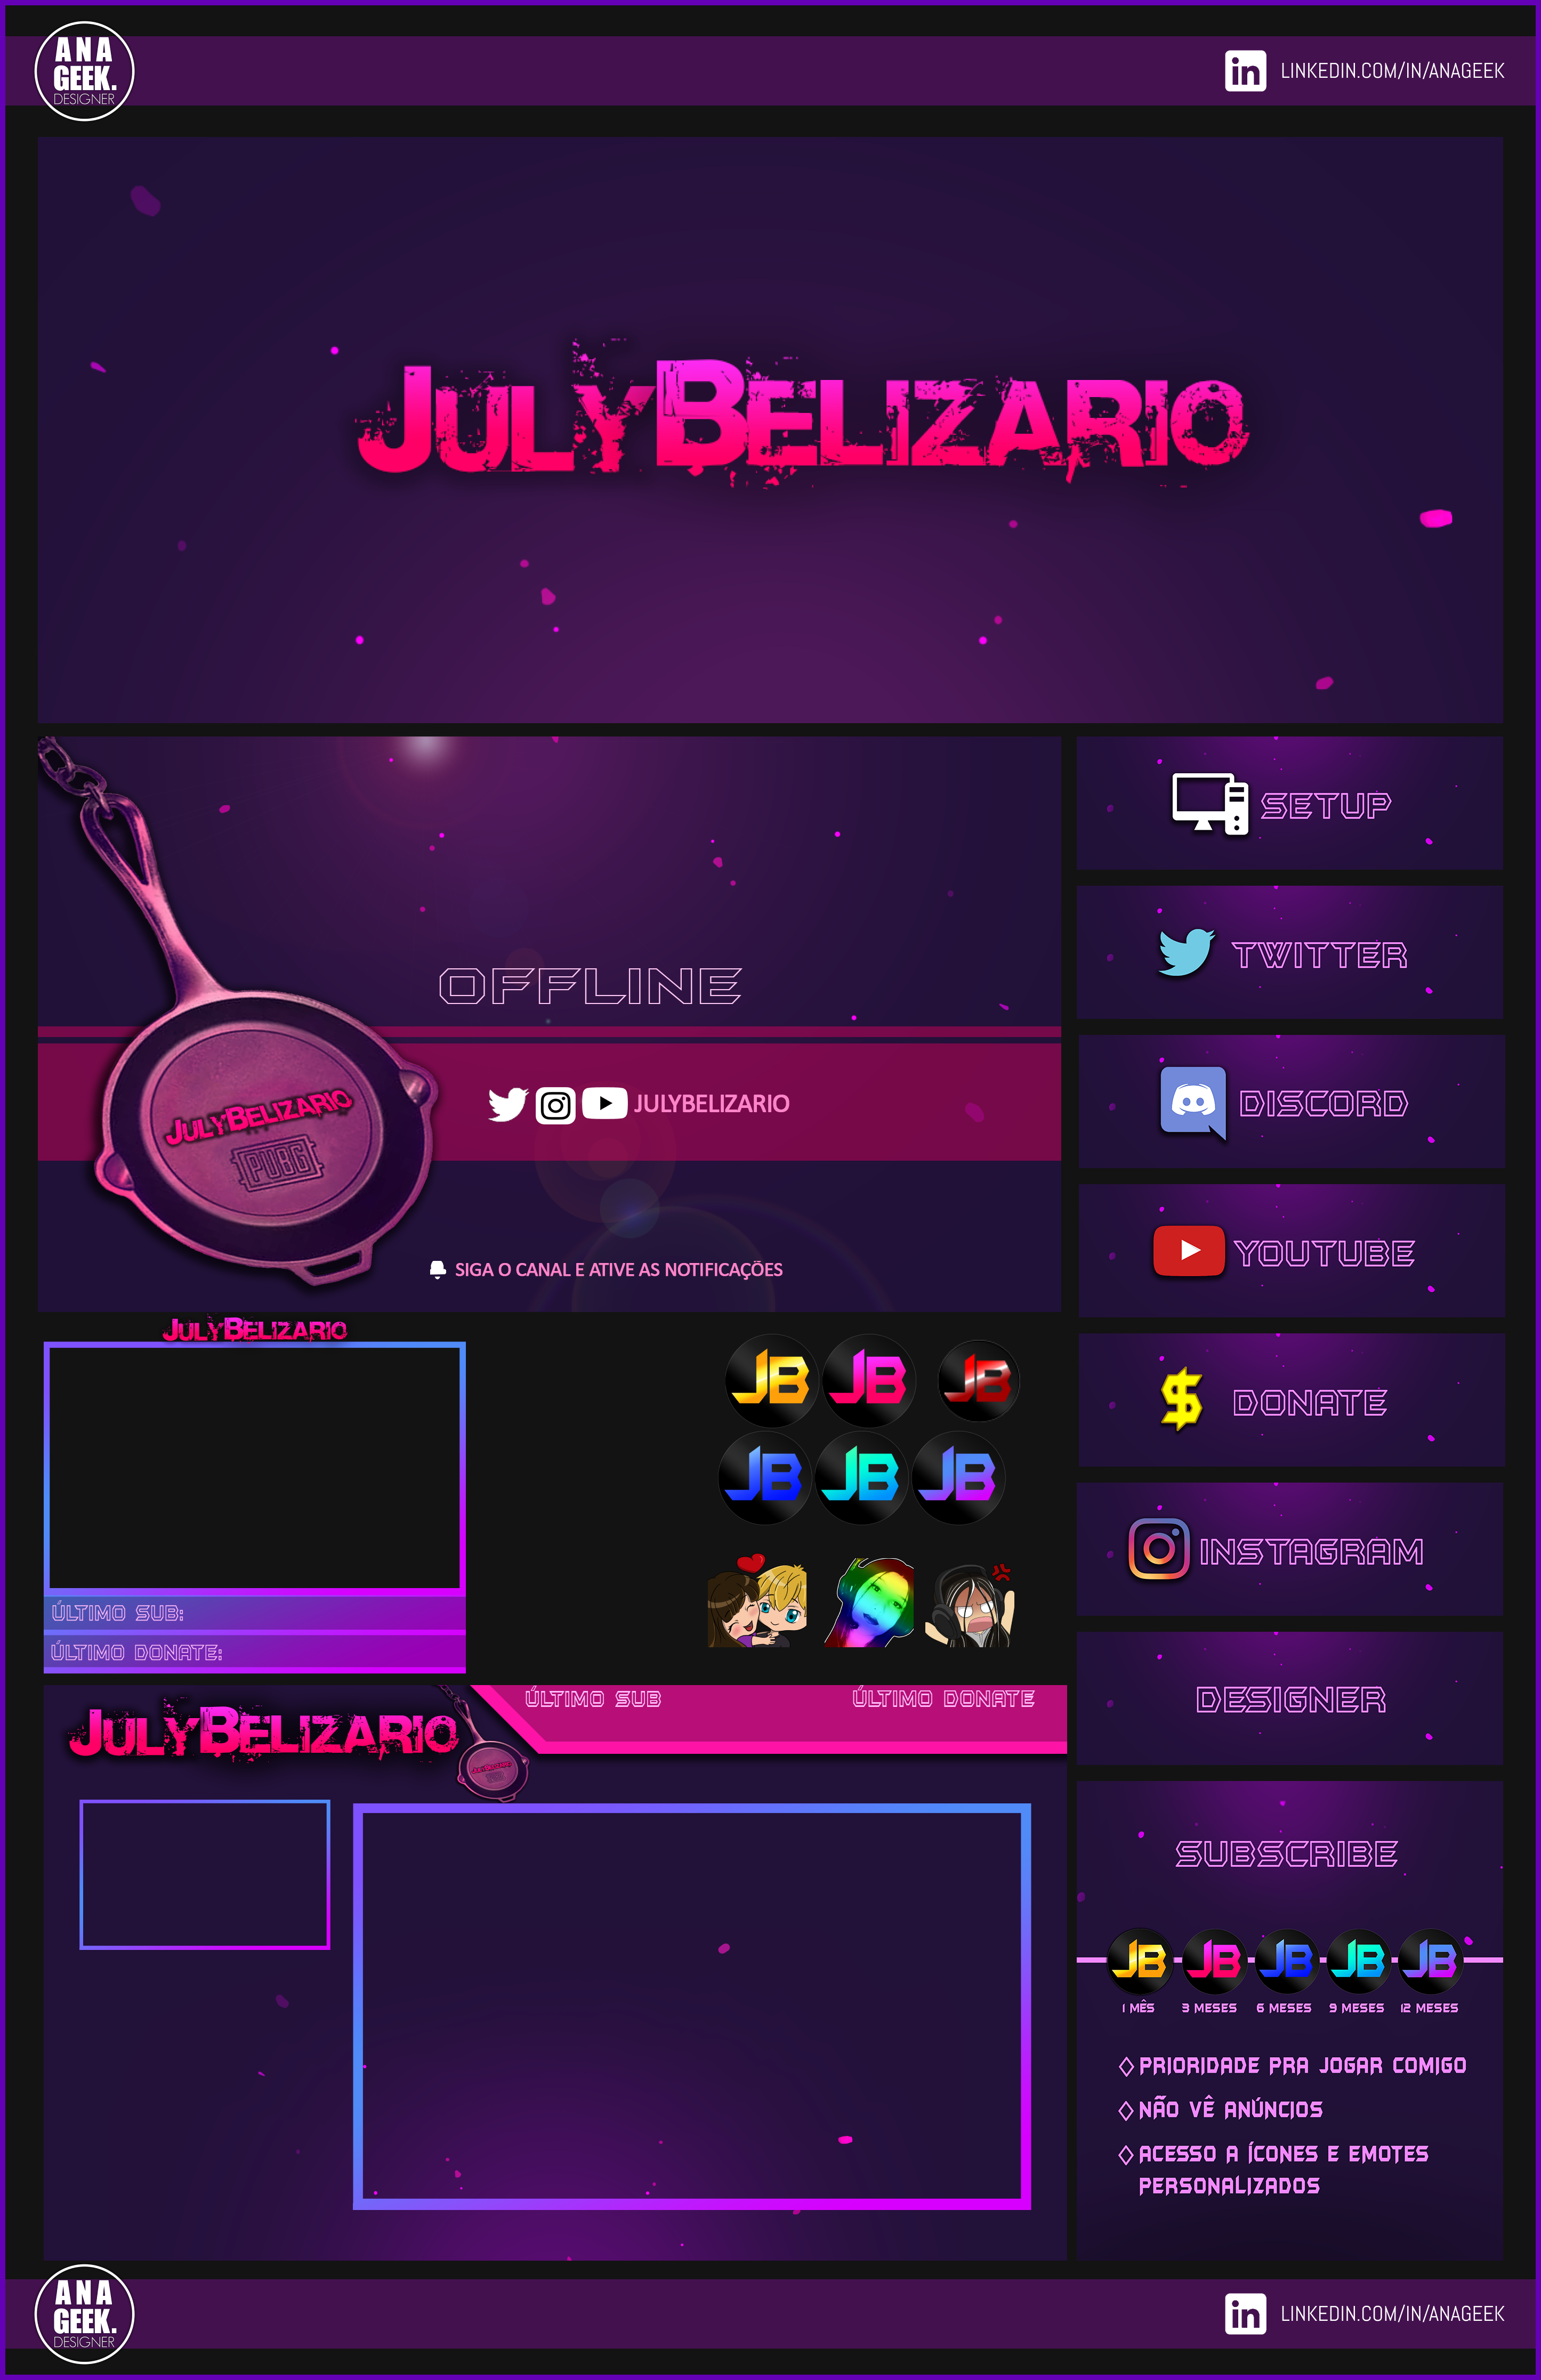 ANA
GEEK.
DESIGNER
in LINKEDIN.COM/IN/ANAGEEK
JULYBELIZARIO
OFFLINE
JULYBELIZARIO
PUBG
JULYBELIZARIO
SIGA O CANAL E ATIVE AS NOTIFICAÇÕES
SETUP
TWITTER
DISCORD
YOUTUBE
$ DONATE
INSTAGRAM
DESIGNER
JULYBELIZARIO
ÚLTIMO SUB:
ÚLTIMO DONATE:
JB JB JB
JB JB JB
JULYBELIZARIO
ÚLTIMO SUB
ÚLTIMO DONATE
SUBSCRIBE
JB JB JB JB JB
1 MÊS 3 MESES 6 MESES 9 MESES 12 MESES
PRIORIDADE PRA JOGAR COMIGO
NÃO VÊ ANÚNCIOS
ACESSO A ÍCONES E EMOTES
PERSONALIZADOS
ANA
GEEK.
DESIGNER
in LINKEDIN.COM/IN/ANAGEEK